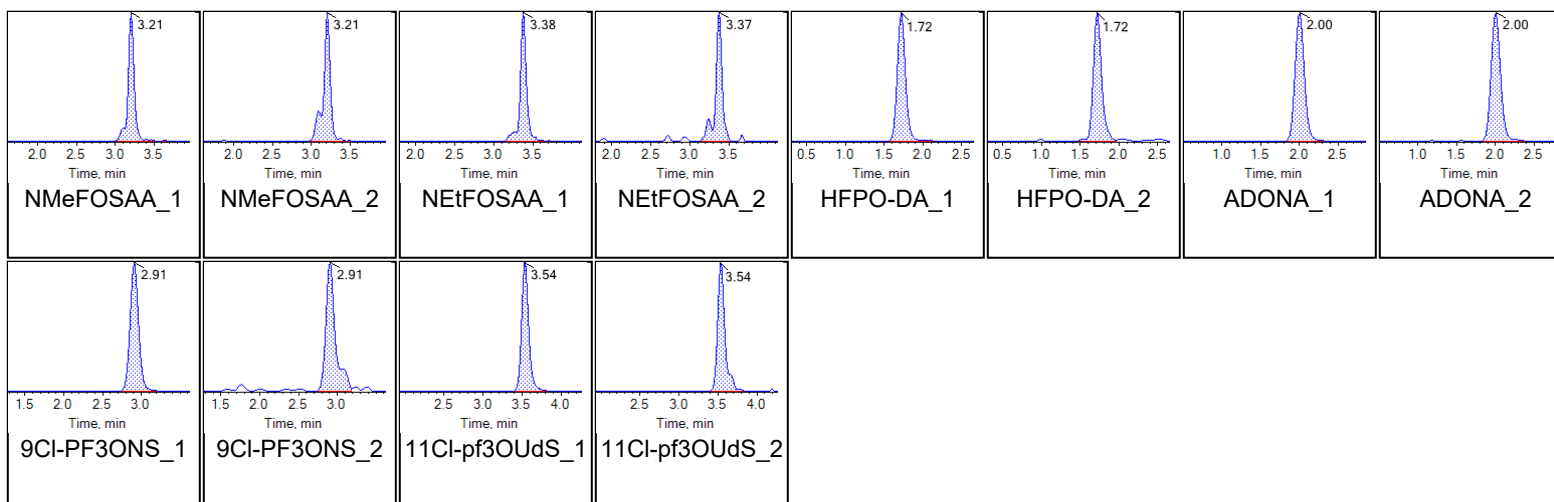 3.21
2.0 2.5 3.0 3.5
Time, min
NMeFOSAA_1
3.21
2.0 2.5 3.0 3.5
Time, min
NMeFOSAA_2
3.38
2.0 2.5 3.0 3.5
Time, min
NEtFOSAA_1
3.37
2.0 2.5 3.0 3.5
Time, min
NEtFOSAA_2
1.72
0.5 1.0 1.5 2.0 2.5
Time, min
HFPO-DA_1
1.72
0.5 1.0 1.5 2.0 2.5
Time, min
HFPO-DA_2
2.00
1.0 1.5 2.0 2.5
Time, min
ADONA_1
2.00
1.0 1.5 2.0 2.5
Time, min
ADONA_2
2.91
1.5 2.0 2.5 3.0
Time, min
9Cl-PF3ONS_1
2.91
1.5 2.0 2.5 3.0
Time, min
9Cl-PF3ONS_2
3.54
2.5 3.0 3.5 4.0
Time, min
11Cl-pf3OUdS_1
3.54
2.5 3.0 3.5 4.0
Time, min
11Cl-pf3OUdS_2